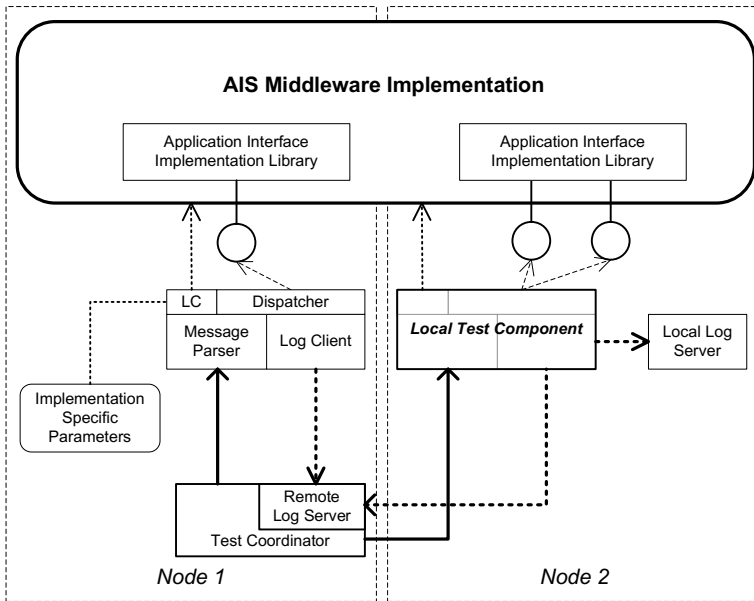 AIS Middleware Implementation
Application Interface
Implementation Library
Application Interface
Implementation Library
LC
Dispatcher
Message
Parser
Log Client
Local Test Component
Local Log
Server
Implementation
Specific
Parameters
Remote
Log Server
Test Coordinator
Node 1
Node 2